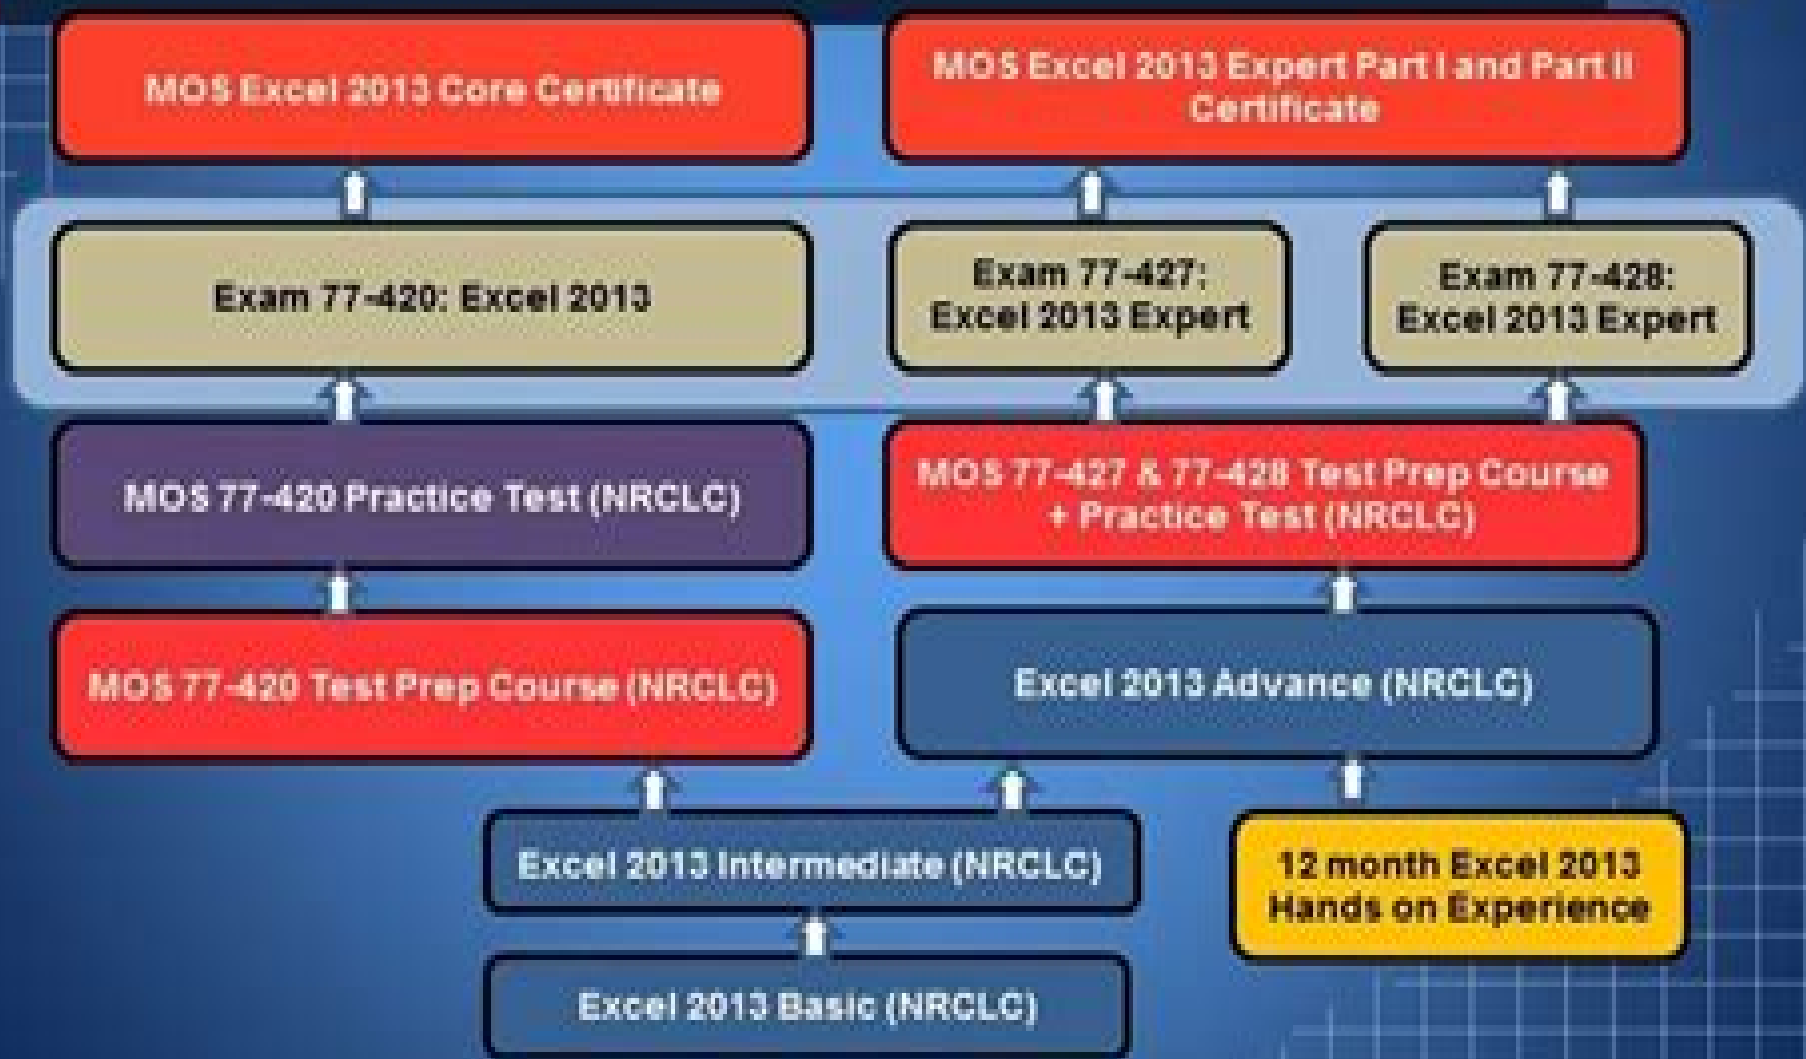 MOS Excel 2013 Core Certificate
MOS Excel 2013 Expert Part I and Part II
Certificate
Exam 77-420: Excel 2013
Exam 77-427:
Excel 2013 Expert
Exam 77-428:
Excel 2013 Expert
MOS 77-420 Practice Test (NRCLC)
MOS 77-427 & 77-428 Test Prep Course
+ Practice Test (NRCLC)
MOS 77-420 Test Prep Course (NRCLC)
Excel 2013 Advance (NRCLC)
Excel 2013 Intermediate (NRCLC)
12 month Excel 2013
Hands on Experience
Excel 2013 Basic (NRCLC)